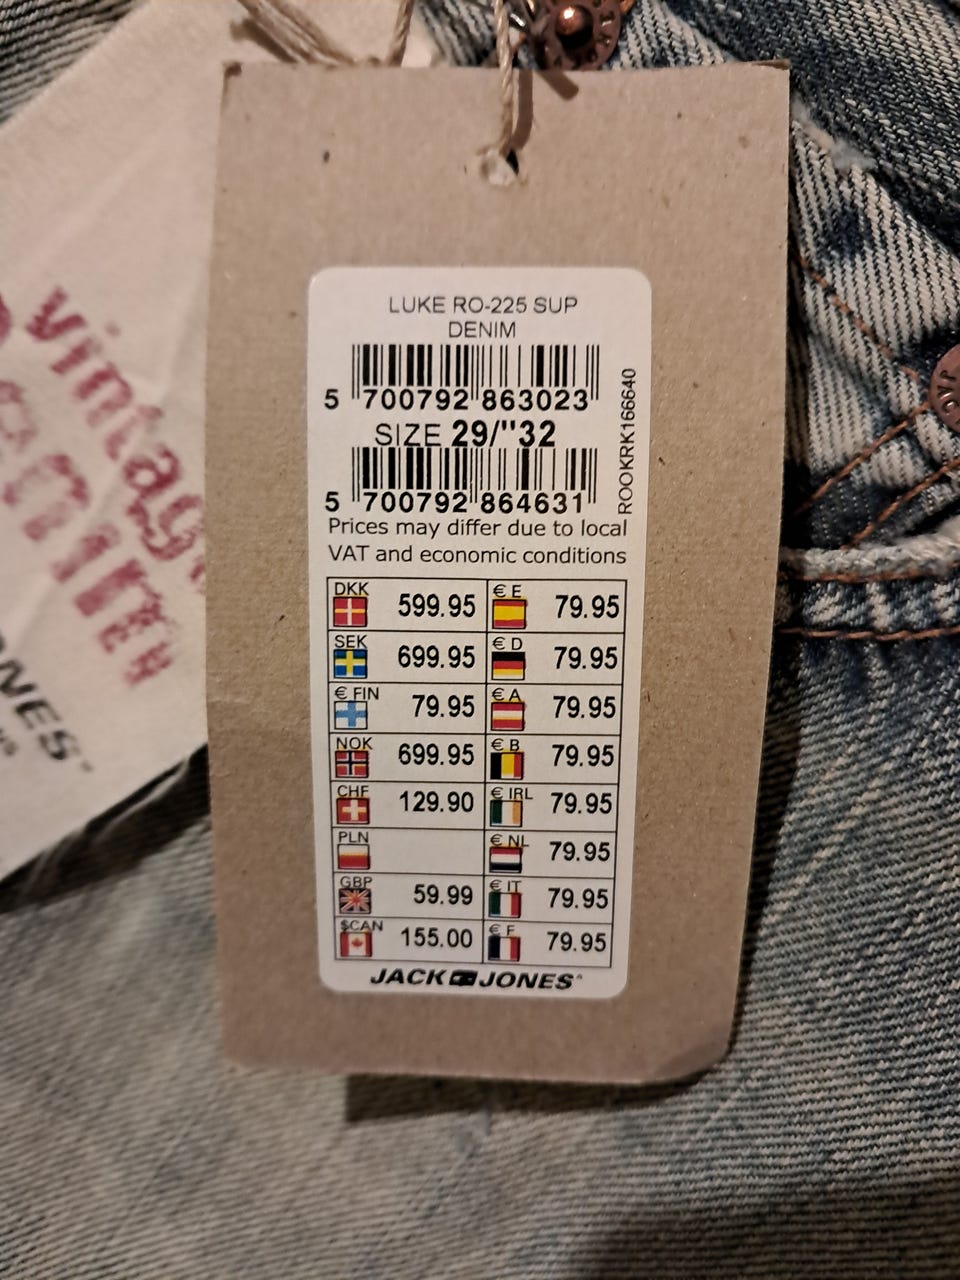 LUKE RO-225 SUP
DENIM
5 700792 863023
SIZE 29/"32
5 700792 864631
ROOKRK166640
Prices may differ due to local
VAT and economic conditions
DKK 599.95 € E 79.95
SEK 699.95 € D 79.95
€ FIN 79.95 € A 79.95
NOK 699.95 € B 79.95
CHF 129.90 € IRL 79.95
PLN € NL 79.95
GBP 59.99 € IT 79.95
$CAN 155.00 € F 79.95
JACK JONES
vintage